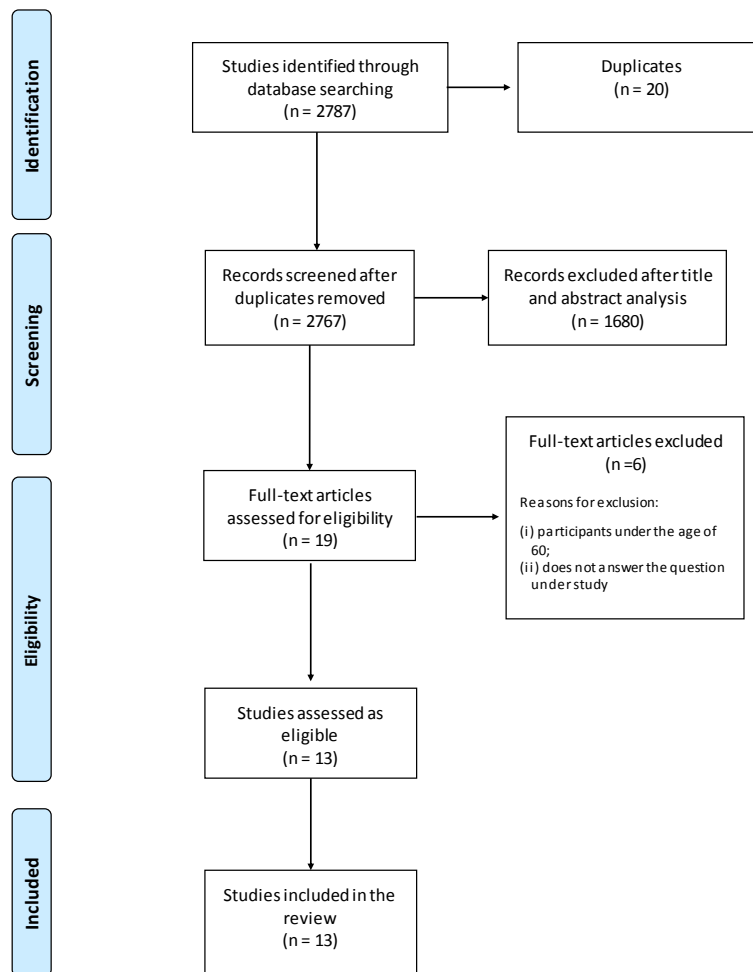 Identification
Studies identified through
database searching
(n = 2787)
Duplicates
(n = 20)
Screening
Records screened after
duplicates removed
(n = 2767)
Records excluded after title
and abstract analysis
(n = 1680)
Eligibility
Full-text articles
assessed for eligibility
(n = 19)
Full-text articles excluded
(n =6)
Reasons for exclusion:
(i) participants under the age of
60;
(ii) does not answer the question
under study
Studies assessed as
eligible
(n = 13)
Included
Studies included in the
review
(n = 13)